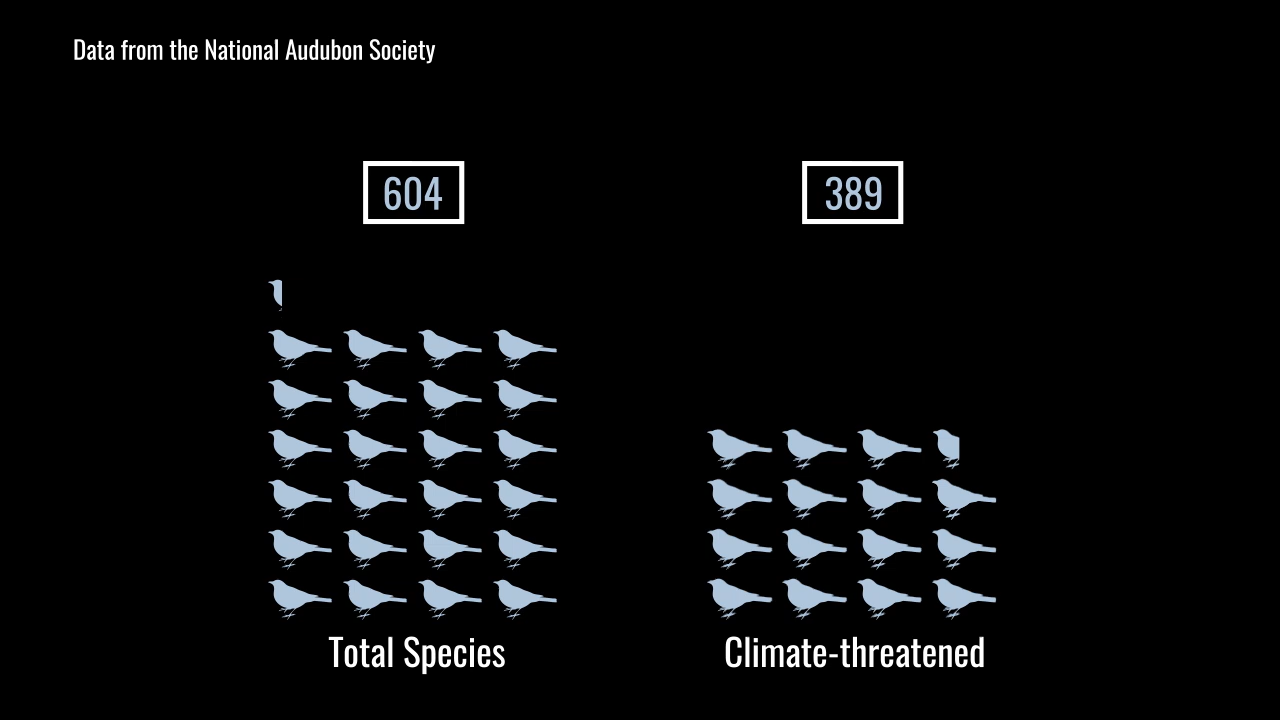 Data from the National Audubon Society
604
389
Total Species
Climate-threatened